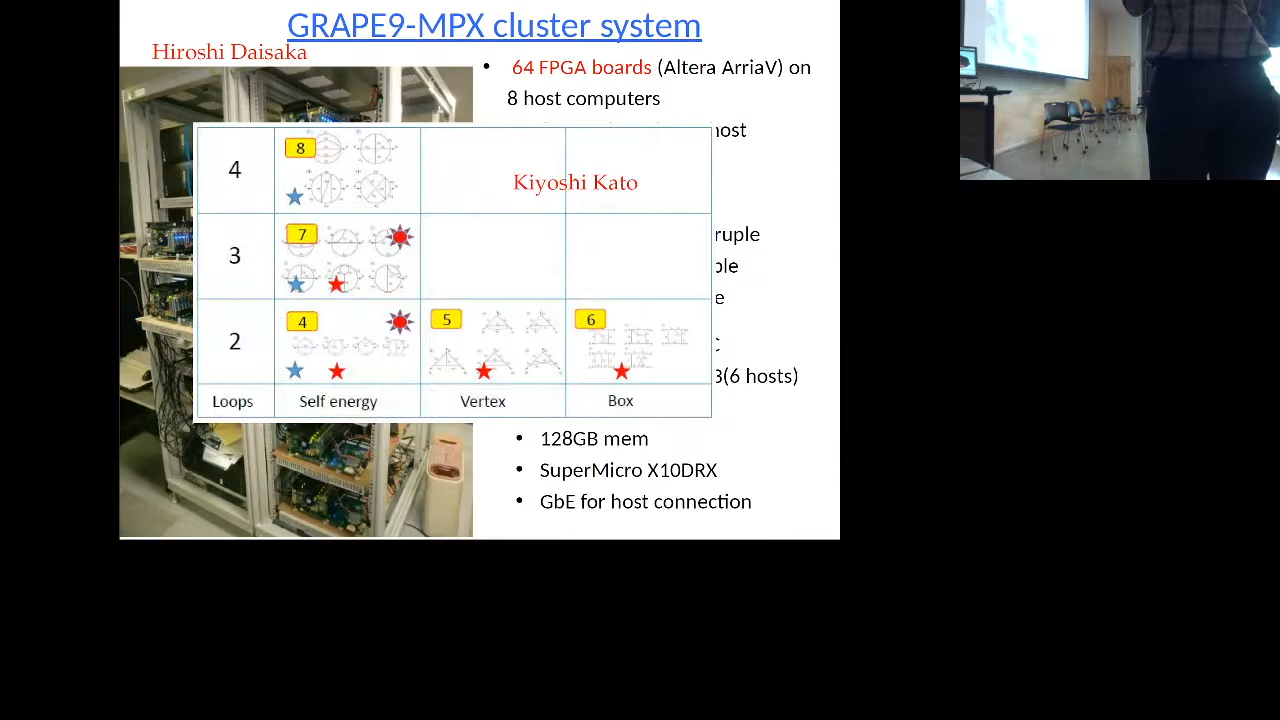 GRAPE9-MPX cluster system
Hiroshi Daisaka
• 64 FPGA boards (Altera ArriaV) on
8 host computers
host
Kiyoshi Kato
4
8
3
7
2
4
5
6
Loops
Self energy
Vertex
Box
3(6 hosts)
• 128GB mem
• SuperMicro X10DRX
• GbE for host connection